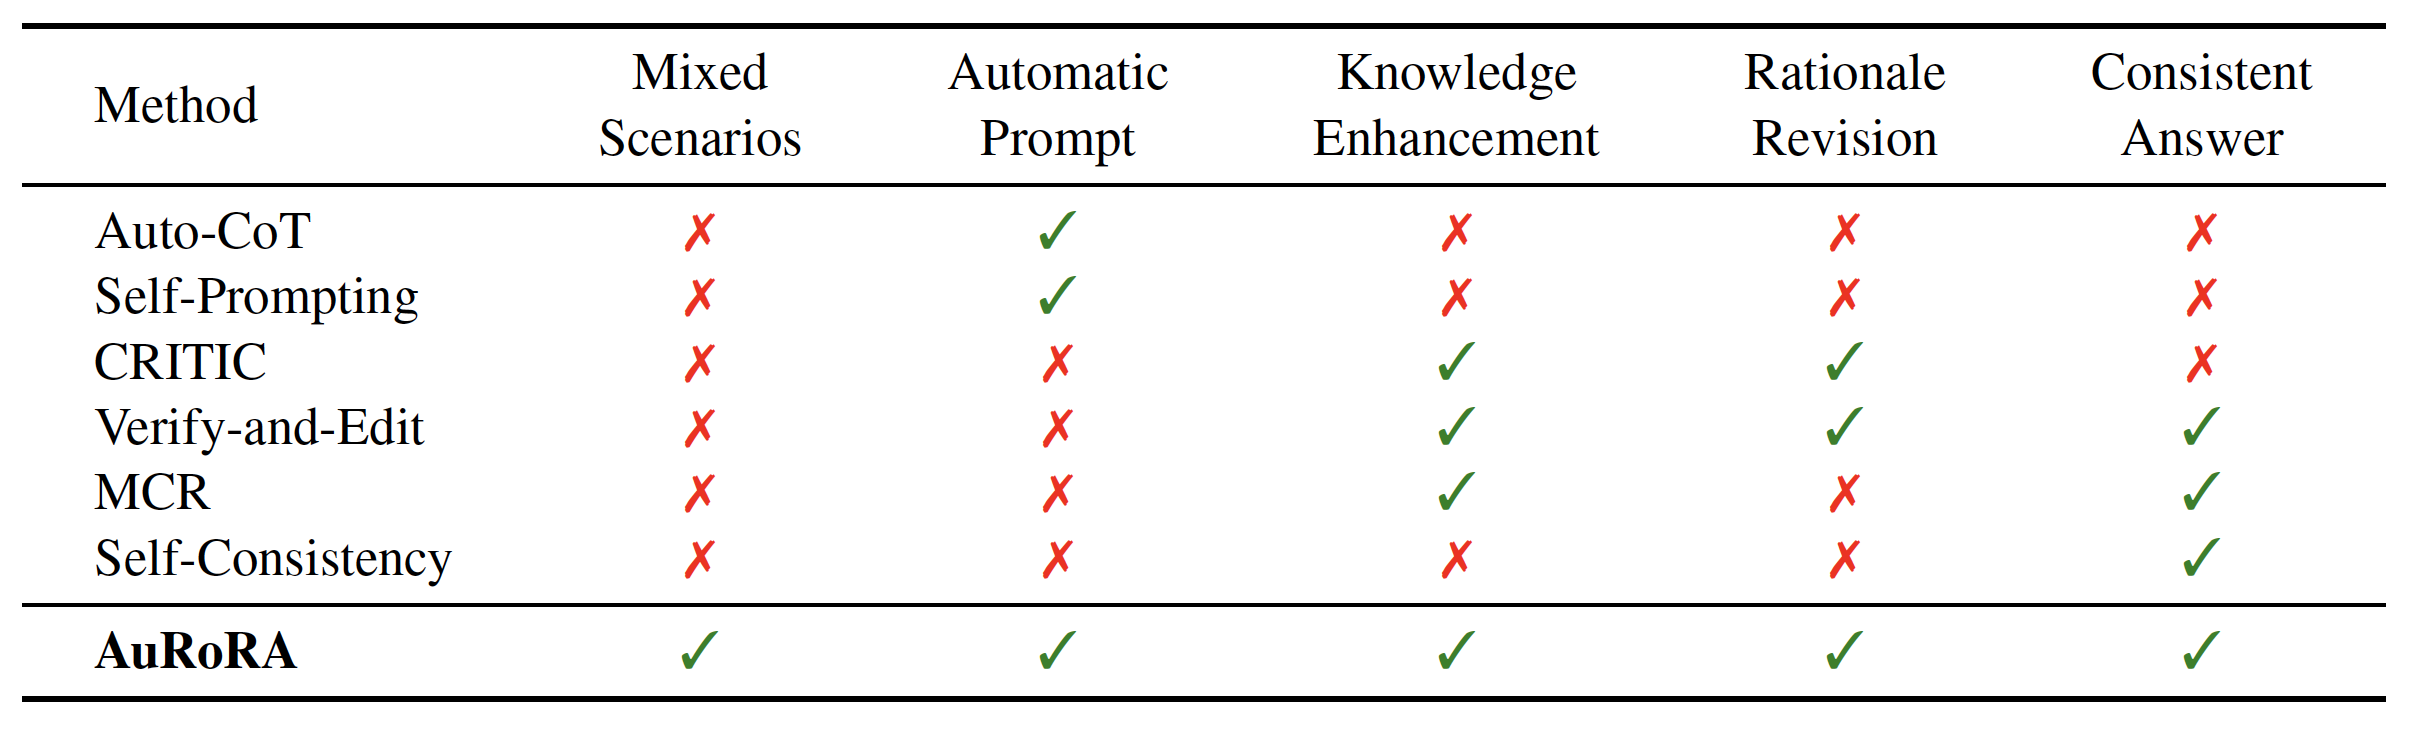 Method Mixed Scenarios Automatic Prompt Knowledge Enhancement Rationale Revision Consistent Answer
Auto-CoT ✗ ✓ ✗ ✗ ✗
Self-Prompting ✗ ✓ ✗ ✗ ✗
CRITIC ✗ ✗ ✓ ✓ ✗
Verify-and-Edit ✗ ✗ ✓ ✓ ✓
MCR ✗ ✗ ✓ ✗ ✓
Self-Consistency ✗ ✗ ✗ ✗ ✓
AuRoRA ✓ ✓ ✓ ✓ ✓